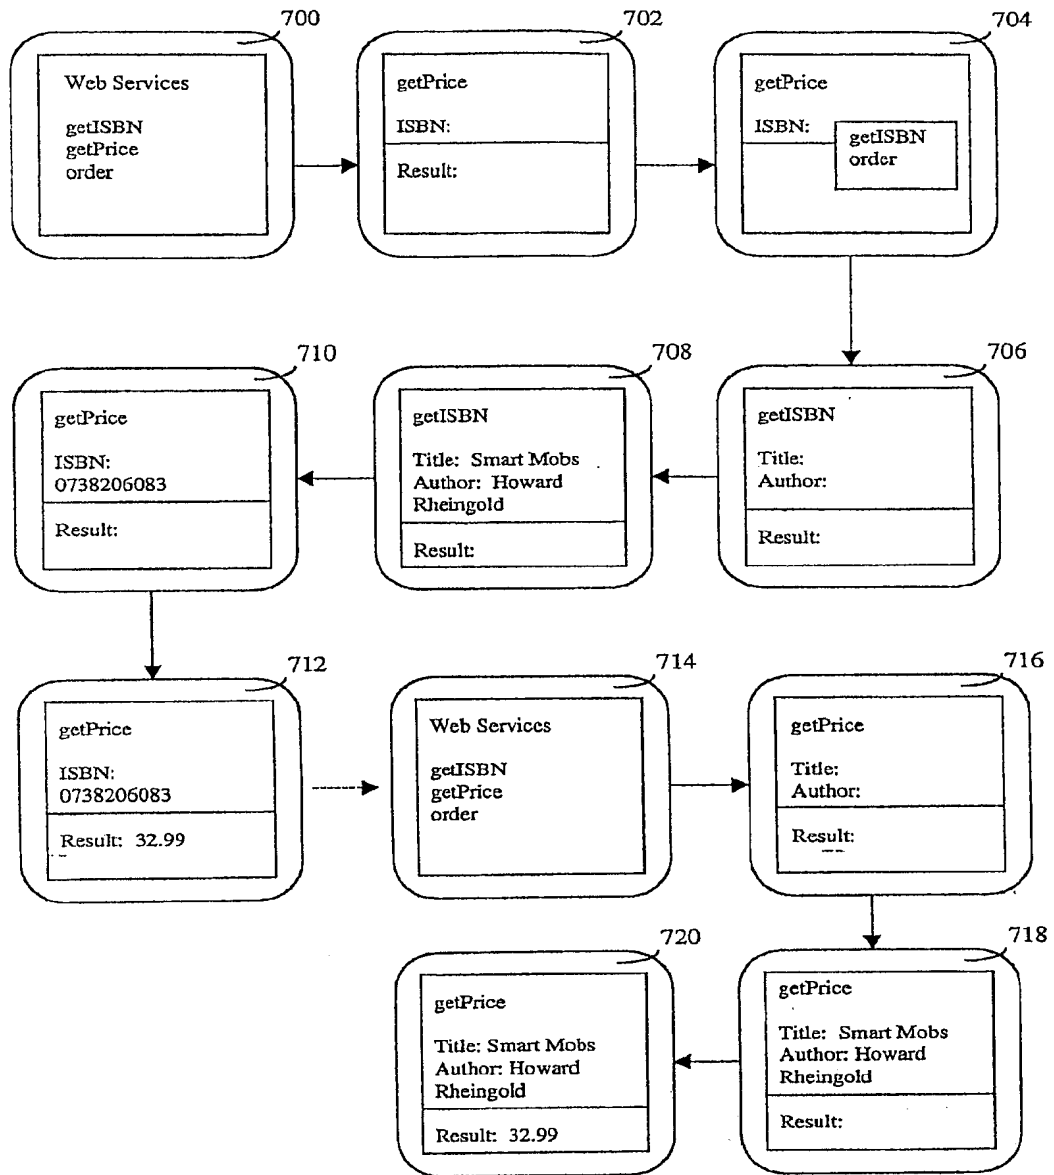 700
Web Services
getISBN
getPrice
order
702
getPrice
ISBN:
Result:
704
getPrice
ISBN:
getISBN
order
706
getISBN
Title:
Author:
Result:
708
getISBN
Title: Smart Mobs
Author: Howard
Rheingold
Result:
710
getPrice
ISBN:
0738206083
Result:
712
getPrice
ISBN:
0738206083
Result: 32.99
714
Web Services
getISBN
getPrice
order
716
getPrice
Title:
Author:
Result:
718
getPrice
Title: Smart Mobs
Author: Howard
Rheingold
Result:
720
getPrice
Title: Smart Mobs
Author: Howard
Rheingold
Result: 32.99